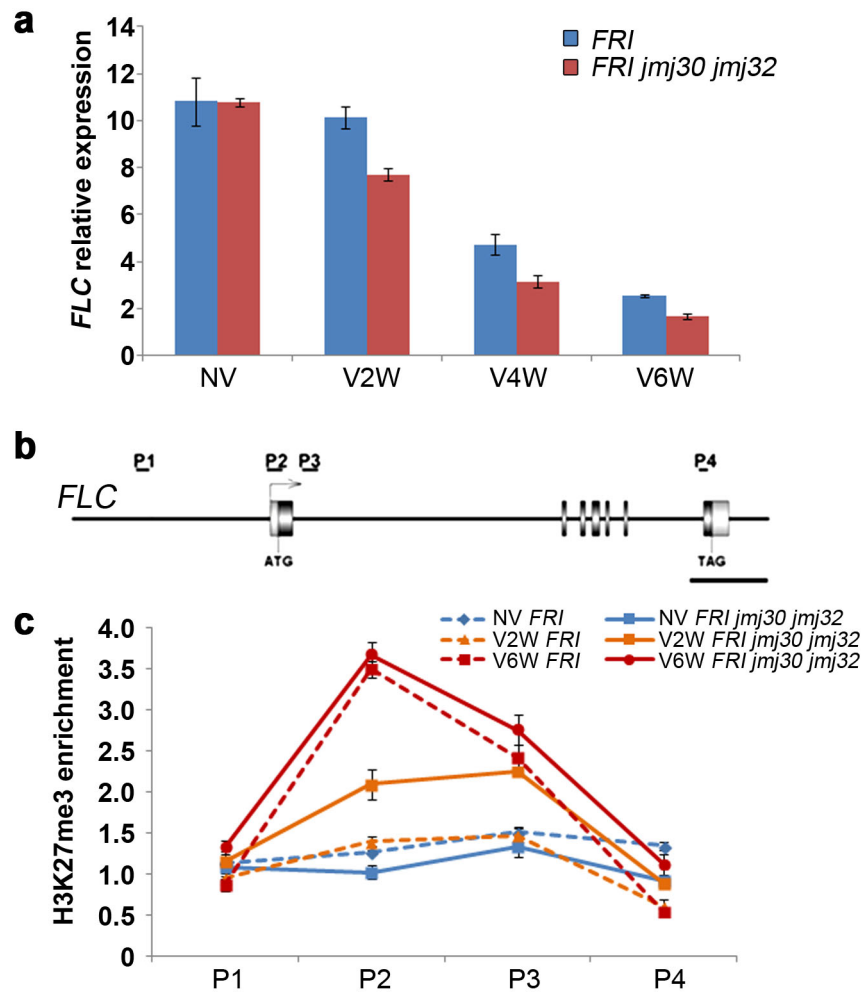 a
FLC relative expression
14
12
10
8
6
4
2
0
FRI
FRI jmj30 jmj32
NV V2W V4W V6W
b
P1 P2 P3 P4
FLC
ATG TAG
c
H3K27me3 enrichment
NV FRI NV FRI jmj30 jmj32
V2W FRI V2W FRI jmj30 jmj32
V6W FRI V6W FRI jmj30 jmj32
4.0
3.5
3.0
2.5
2.0
1.5
1.0
0.5
0
P1 P2 P3 P4